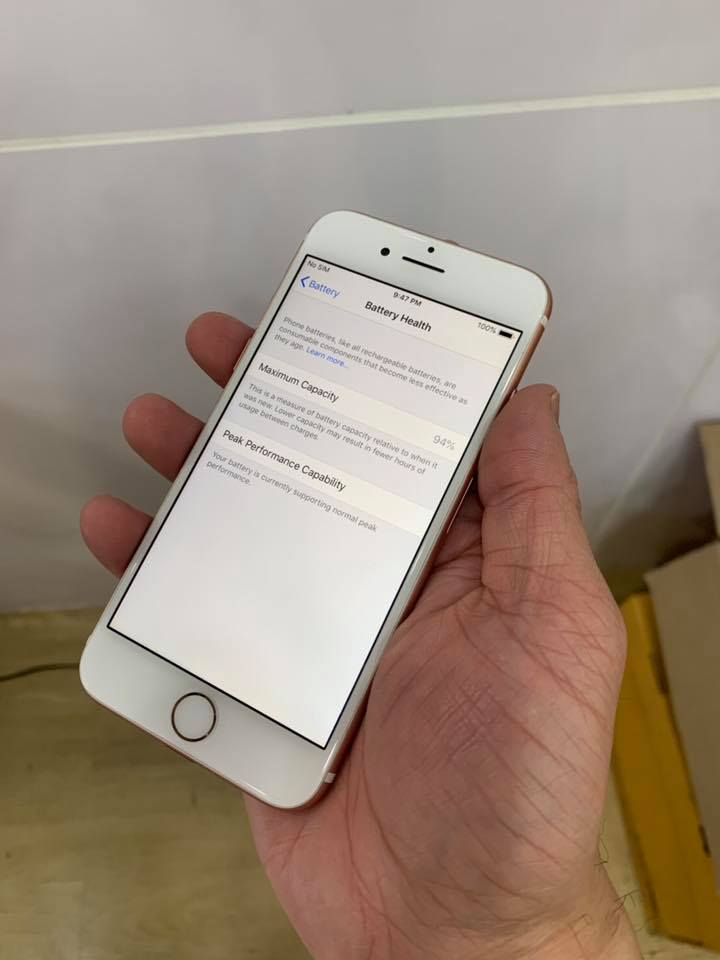 No SIM
9:47 PM
100%
Battery
Battery Health
Phone batteries, like all rechargeable batteries, are
consumable components that become less effective as
they age. Learn more...
Maximum Capacity
94%
This is a measure of battery capacity relative to when it
was new. Lower capacity may result in fewer hours of
usage between charges.
Peak Performance Capability
Your battery is currently supporting normal peak
performance.